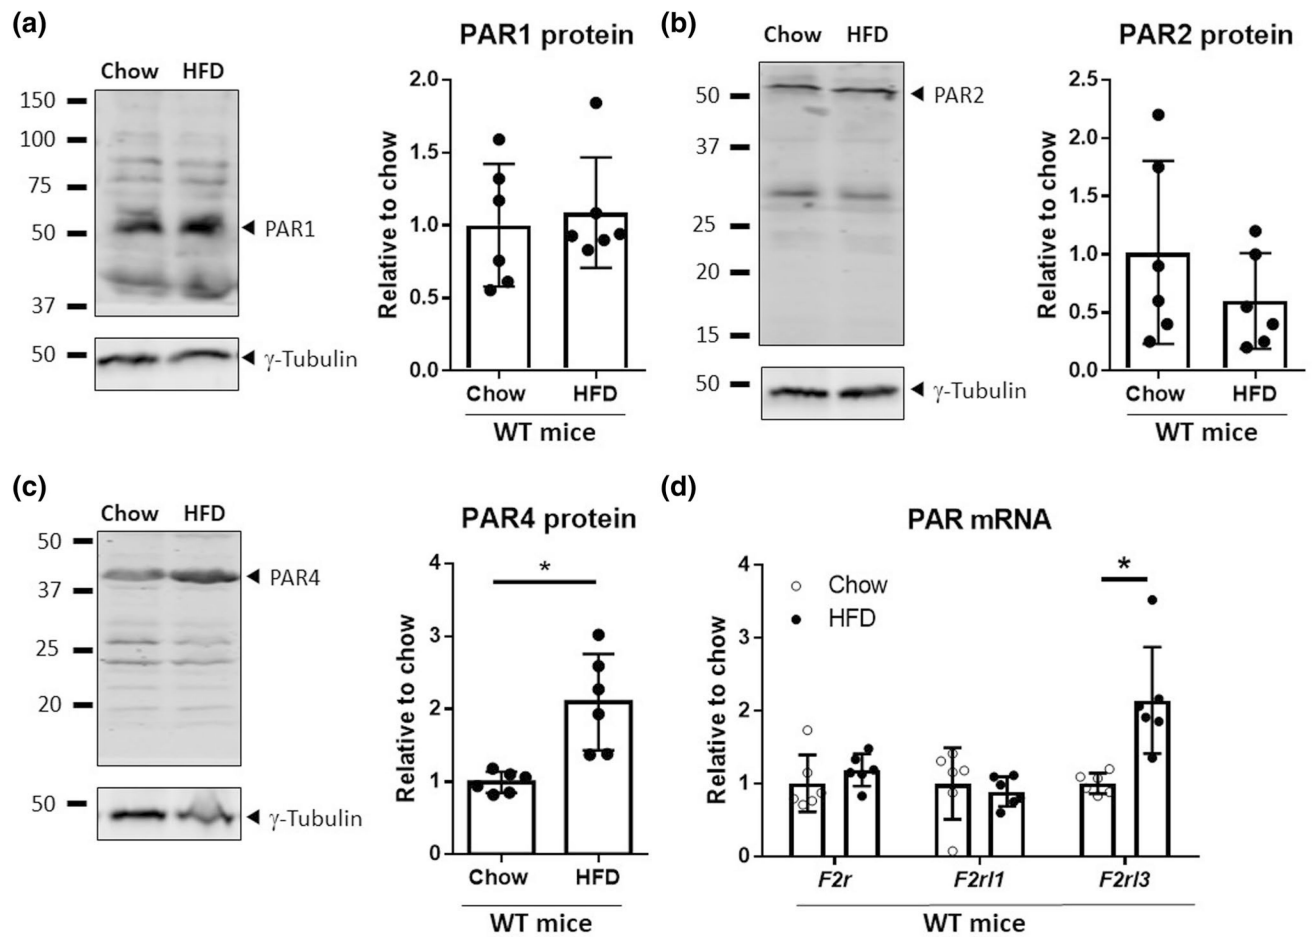 (a)
Chow HFD
150
100
75
50
37
50
PAR1
γ-Tubulin
PAR1 protein
Relative to chow
2.0
1.5
1.0
0.5
0.0
Chow HFD
WT mice
(b)
Chow HFD
50
37
25
20
15
50
PAR2
γ-Tubulin
PAR2 protein
Relative to chow
2.5
2.0
1.5
1.0
0.5
0.0
Chow HFD
WT mice
(c)
Chow HFD
50
37
25
20
50
PAR4
γ-Tubulin
PAR4 protein
Relative to chow
4
3
2
1
0
*
Chow HFD
WT mice
(d)
PAR mRNA
Relative to chow
4
3
2
1
0
Chow
HFD
*
F2r F2rl1 F2rl3
WT mice